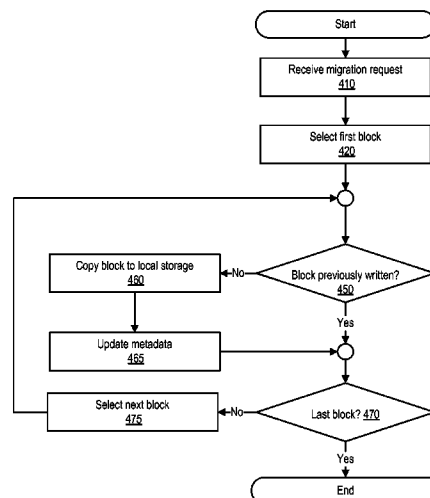 Start
Receive migration request
410
Select first block
420
Block previously written?
450
No
Copy block to local storage
460
Update metadata
465
Yes
Last block? 470
No
Select next block
475
Yes
End